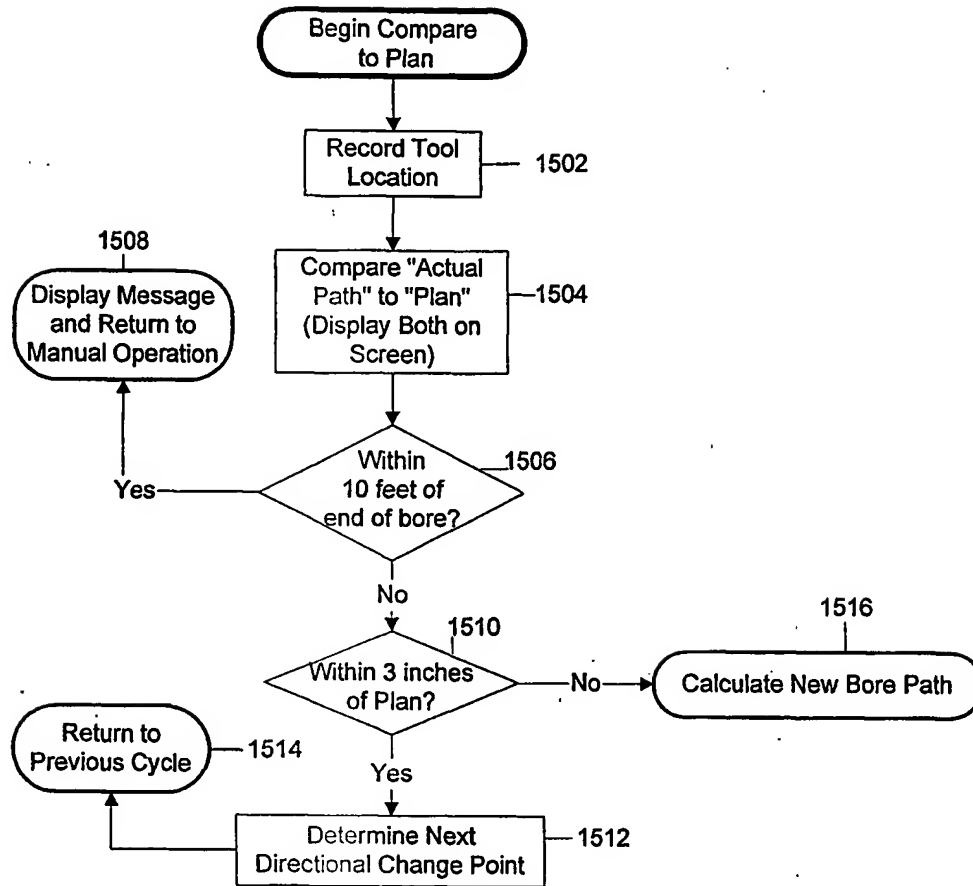 Begin Compare
to Plan
Record Tool
Location
1502
1508
Display Message
and Return to
Manual Operation
Compare "Actual
Path" to "Plan"
(Display Both on
Screen)
1504
Within
10 feet of
end of bore?
1506
Yes
No
1510
Within 3 inches
of Plan?
No
1516
Calculate New Bore Path
Return to
Previous Cycle
1514
Yes
Determine Next
Directional Change Point
1512